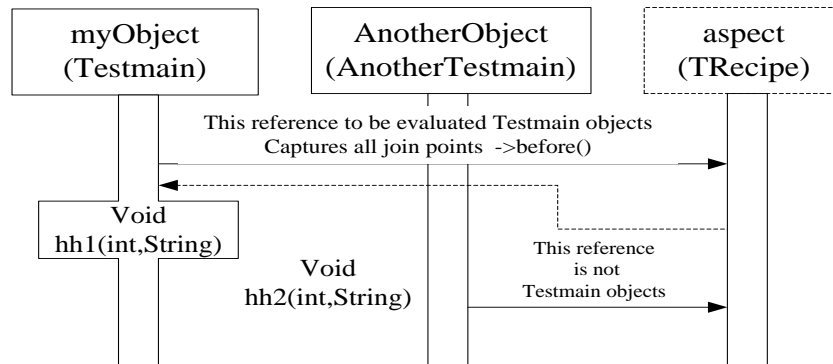 myObject
(Testmain)
AnotherObject
(AnotherTestmain)
aspect
(TRecipe)
This reference to be evaluated Testmain objects
Captures all join points ->before()
Void
hh1(int,String)
Void
hh2(int,String)
This reference
is not
Testmain objects